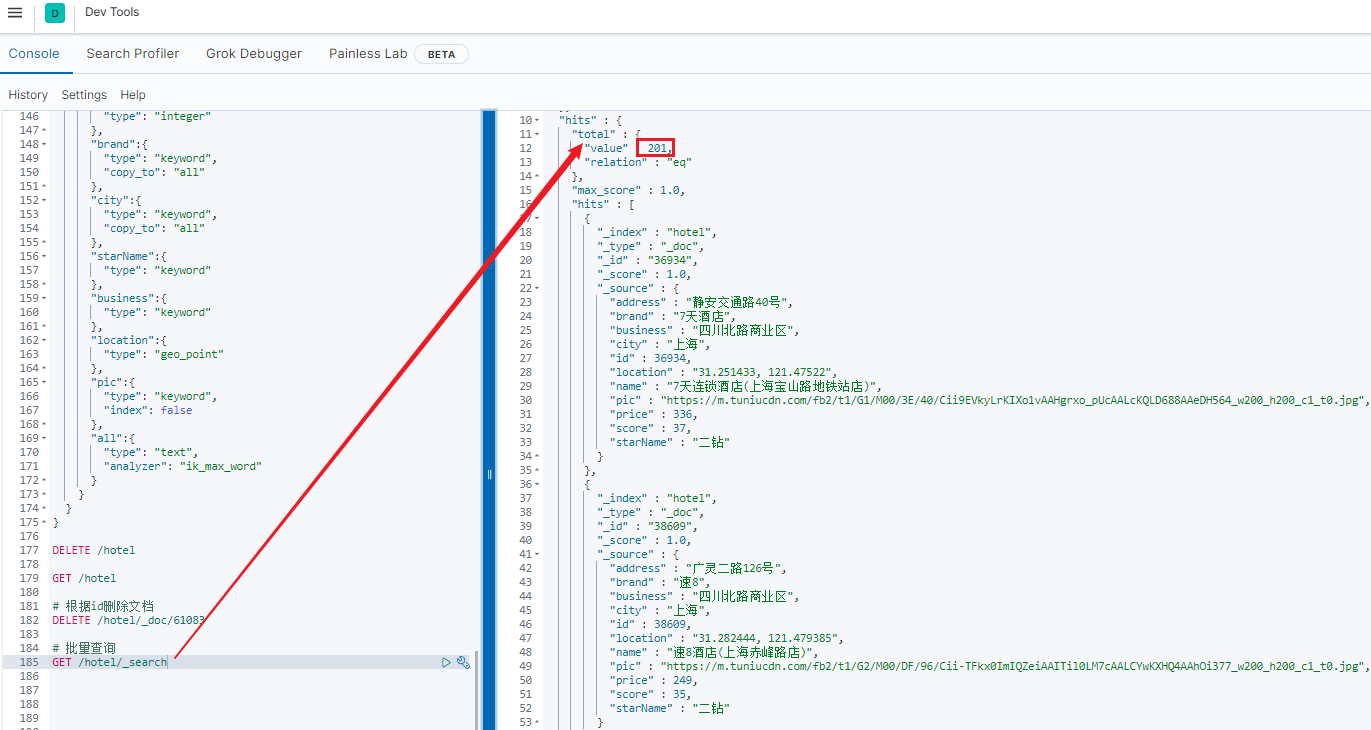 D Dev Tools
Console Search Profiler Grok Debugger Painless Lab BETA
History Settings Help
146 "type": "integer"
147 },
148 "brand":{
149 "type": "keyword",
150 "copy_to": "all"
151 },
152 "city":{
153 "type": "keyword",
154 "copy_to": "all"
155 },
156 "starName":{
157 "type": "keyword"
158 },
159 "business":{
160 "type": "keyword"
161 },
162 "location":{
163 "type": "geo_point"
164 },
165 "pic":{
166 "type": "keyword",
167 "index": false
168 },
169 "all":{
170 "type": "text",
171 "analyzer": "ik_max_word"
172 }
173 }
174 }
175 }
176
177 DELETE /hotel
178
179 GET /hotel
180
181 # 根据id删除文档
182 DELETE /hotel/_doc/61083
183
184 # 批量查询
185 GET /hotel/_search
186
187
188
189
10 "hits" : {
11 "total" : {
12 "value" 201,
13 "relation" : "eq"
14 },
15 "max_score" : 1.0,
16 "hits" : [
17 {
18 "_index" : "hotel",
19 "_type" : "_doc",
20 "_id" : "36934",
21 "_score" : 1.0,
22 "_source" : {
23 "address" : "静安交通路40号",
24 "brand" : "7天酒店",
25 "business" : "四川北路商业区",
26 "city" : "上海",
27 "id" : 36934,
28 "location" : "31.251433, 121.47522",
29 "name" : "7天连锁酒店(上海宝山路地铁站店)",
30 "pic" : "https://m.tuniucdn.com/fb2/t1/G1/M00/3E/40/Cii9EVkyLrKIXo1vAAHgrxo_pUcAALcKQLD688AAeDH564_w200_h200_c1_t0.jpg",
31 "price" : 336,
32 "score" : 37,
33 "starName" : "二钻"
34 }
35 },
36 {
37 "_index" : "hotel",
38 "_type" : "_doc",
39 "_id" : "38609",
40 "_score" : 1.0,
41 "_source" : {
42 "address" : "广灵二路126号",
43 "brand" : "速8",
44 "business" : "四川北路商业区",
45 "city" : "上海",
46 "id" : 38609,
47 "location" : "31.282444, 121.479385",
48 "name" : "速8酒店(上海赤峰路店)",
49 "pic" : "https://m.tuniucdn.com/fb2/t1/G2/M00/DF/96/Cii-TFkx0ImIQZeiAAITil0LM7cAALCYwKXHQ4AAhOi377_w200_h200_c1_t0.jpg",
50 "price" : 249,
51 "score" : 35,
52 "starName" : "二钻"
53 }